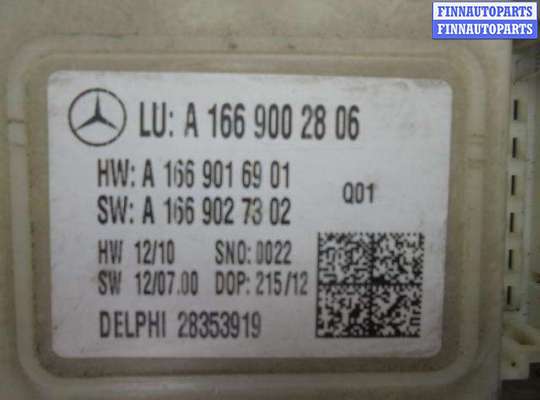 FINNAUTOPARTS
FINNAUTOPARTS
LU: A 166 900 28 06
HW: A 166 901 69 01
SW: A 166 902 73 02
Q01
HW 12/10 SNO: 0022
SW 12/07.00 DOP: 215/12
DELPHI 28353919